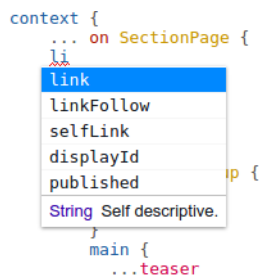 context {
... on SectionPage {
li
link
linkFollow
selfLink
displayId
published
up {
String Self descriptive.
}
main {
...teaser